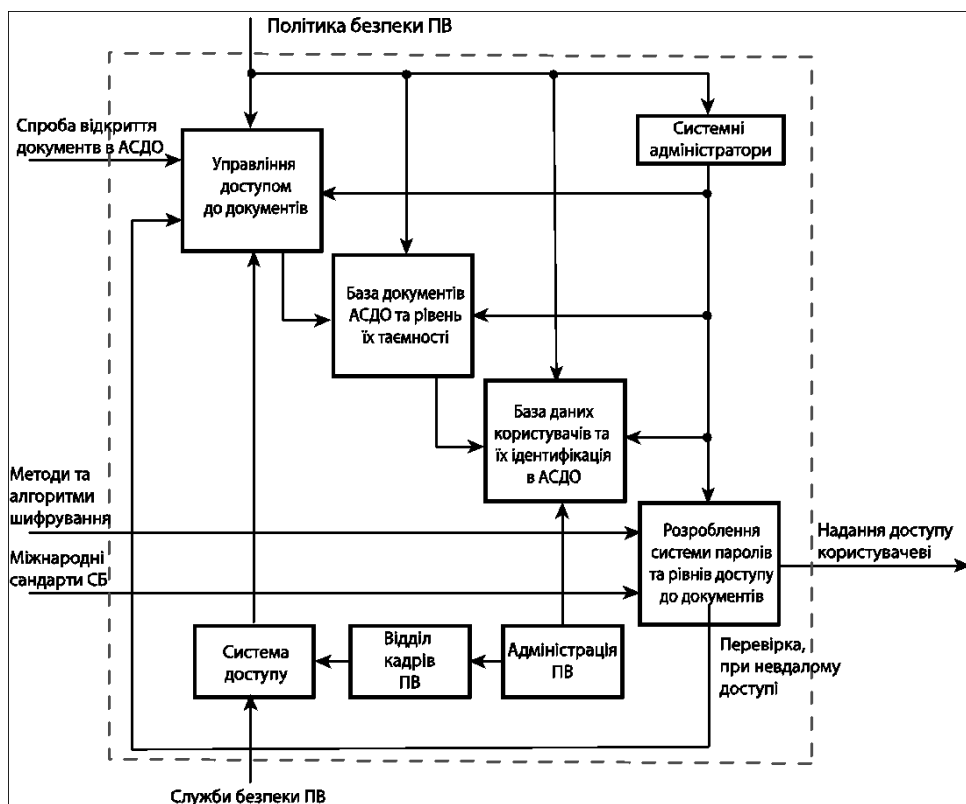 Політика безпеки ПВ
Спроба відкриття
документв в АСДО
Управління
доступом
до документів
Системні
адміністратори
База документів
АСДО та рівень
їх таємності
База даних
користувачів та
їх ідентифікація
в АСДО
Методи та
алгоритми
шифрування
Міжнародні
сандарти СБ
Розроблення
системи паролів
та рівнів доступу
до документів
Надання доступу
користувачеві
Система
доступу
Відділ
кадрів
ПВ
Адміністрація
ПВ
Перевірка,
при невдалому
доступі
Служби безпеки ПВ